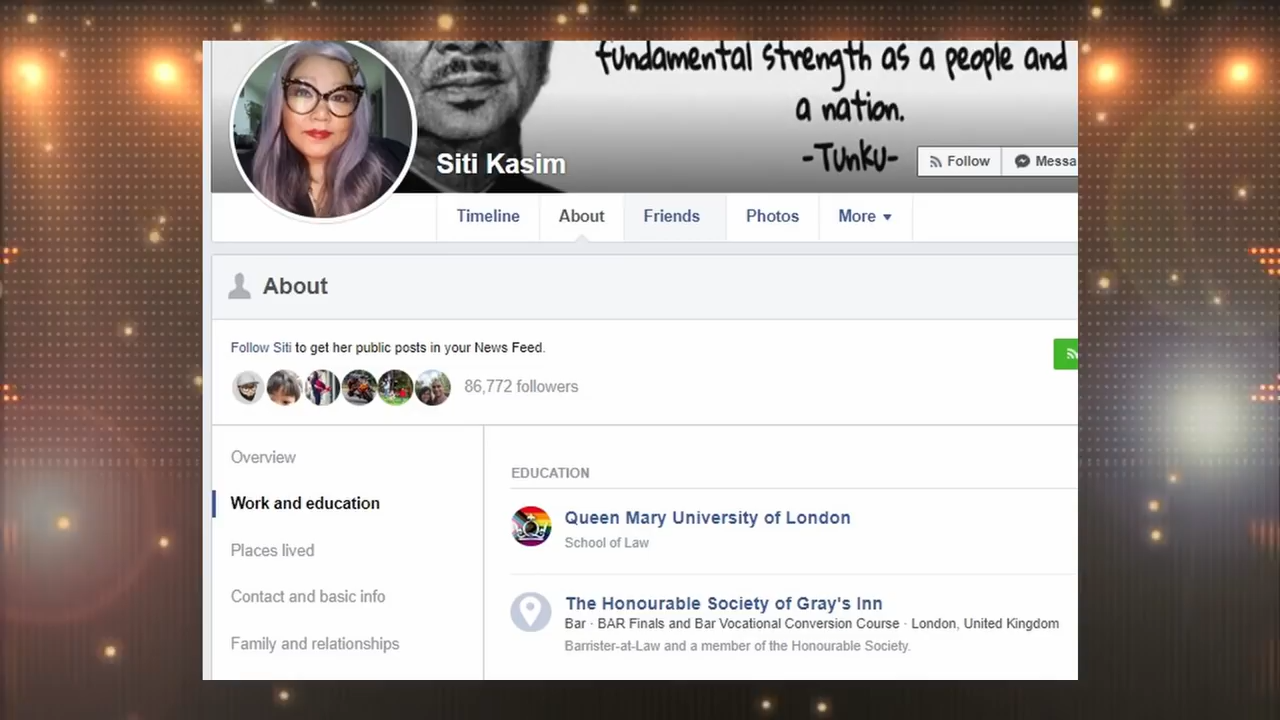 fundamental strength as a people and
a nation.
-Tunku-
Siti Kasim
Follow
Messa
Timeline
About
Friends
Photos
More
About
Follow Siti to get her public posts in your News Feed.
86,772 followers
Overview
Work and education
Places lived
Contact and basic info
Family and relationships
EDUCATION
Queen Mary University of London
School of Law
The Honourable Society of Gray's Inn
Bar · BAR Finals and Bar Vocational Conversion Course · London, United Kingdom
Barrister-at-Law and a member of the Honourable Society.